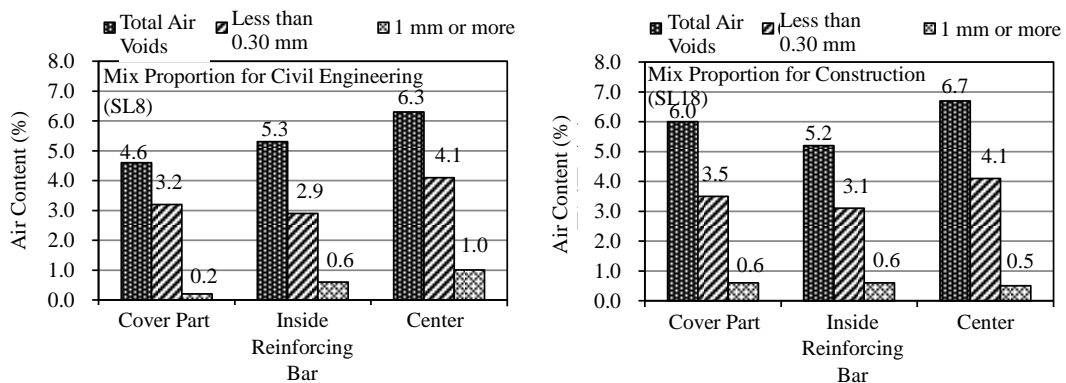 Total Air Voids
Less than 0.30 mm
1 mm or more
Mix Proportion for Civil Engineering
(SL8)
Air Content (%)
8.0
7.0
6.0
5.0
4.0
3.0
2.0
1.0
0.0
4.6
3.2
0.2
5.3
2.9
0.6
6.3
4.1
1.0
Cover Part
Inside Reinforcing Bar
Center
Total Air Voids
Less than 0.30 mm
1 mm or more
Mix Proportion for Construction
(SL18)
Air Content (%)
8.0
7.0
6.0
5.0
4.0
3.0
2.0
1.0
0.0
6.0
3.5
0.6
5.2
3.1
0.6
6.7
4.1
0.5
Cover Part
Inside Reinforcing Bar
Center